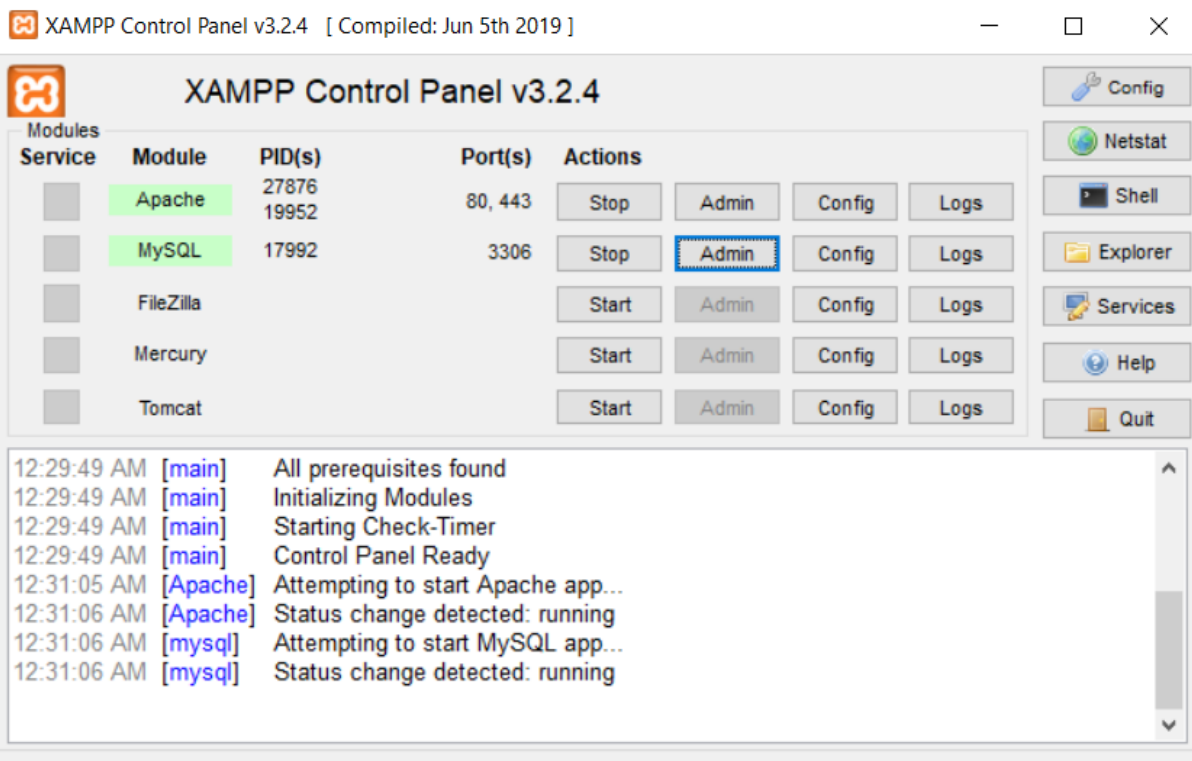 XAMPP Control Panel v3.2.4 [ Compiled: Jun 5th 2019 ]
XAMPP Control Panel v3.2.4
Config
Modules
Netstat
Service Module PID(s) Port(s) Actions
Apache 27876 19952 80, 443 Stop Admin Config Logs
Shell
MySQL 17992 3306 Stop Admin Config Logs
Explorer
FileZilla Start Admin Config Logs
Services
Mercury Start Admin Config Logs
Help
Tomcat Start Admin Config Logs
Quit
12:29:49 AM [main] All prerequisites found
12:29:49 AM [main] Initializing Modules
12:29:49 AM [main] Starting Check-Timer
12:29:49 AM [main] Control Panel Ready
12:31:05 AM [Apache] Attempting to start Apache app...
12:31:06 AM [Apache] Status change detected: running
12:31:06 AM [mysql] Attempting to start MySQL app...
12:31:06 AM [mysql] Status change detected: running